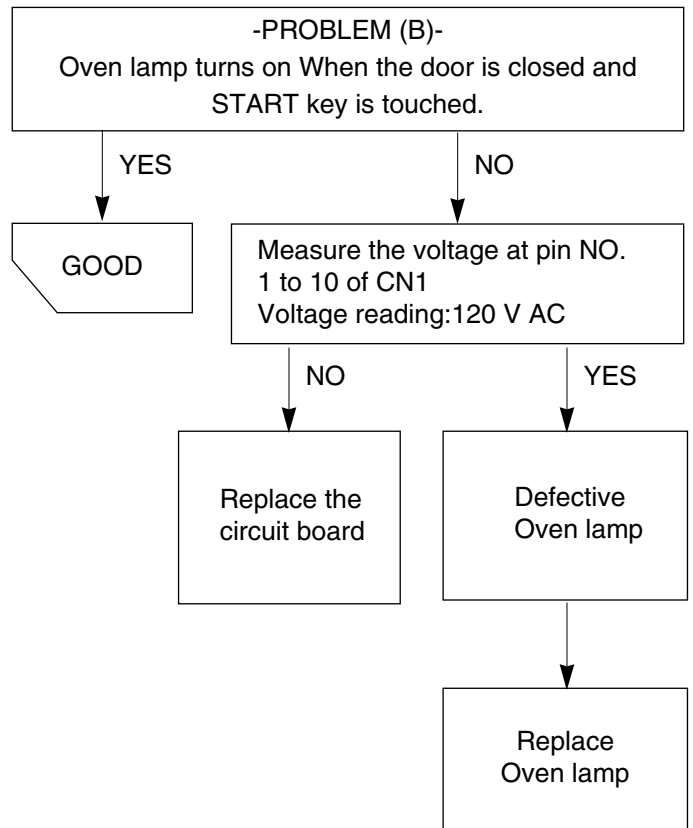 -PROBLEM (B)-
Oven lamp turns on When the door is closed and
START key is touched.
YES
NO
GOOD
Measure the voltage at pin NO.
1 to 10 of CN1
Voltage reading:120 V AC
NO
YES
Replace the
circuit board
Defective
Oven lamp
Replace
Oven lamp